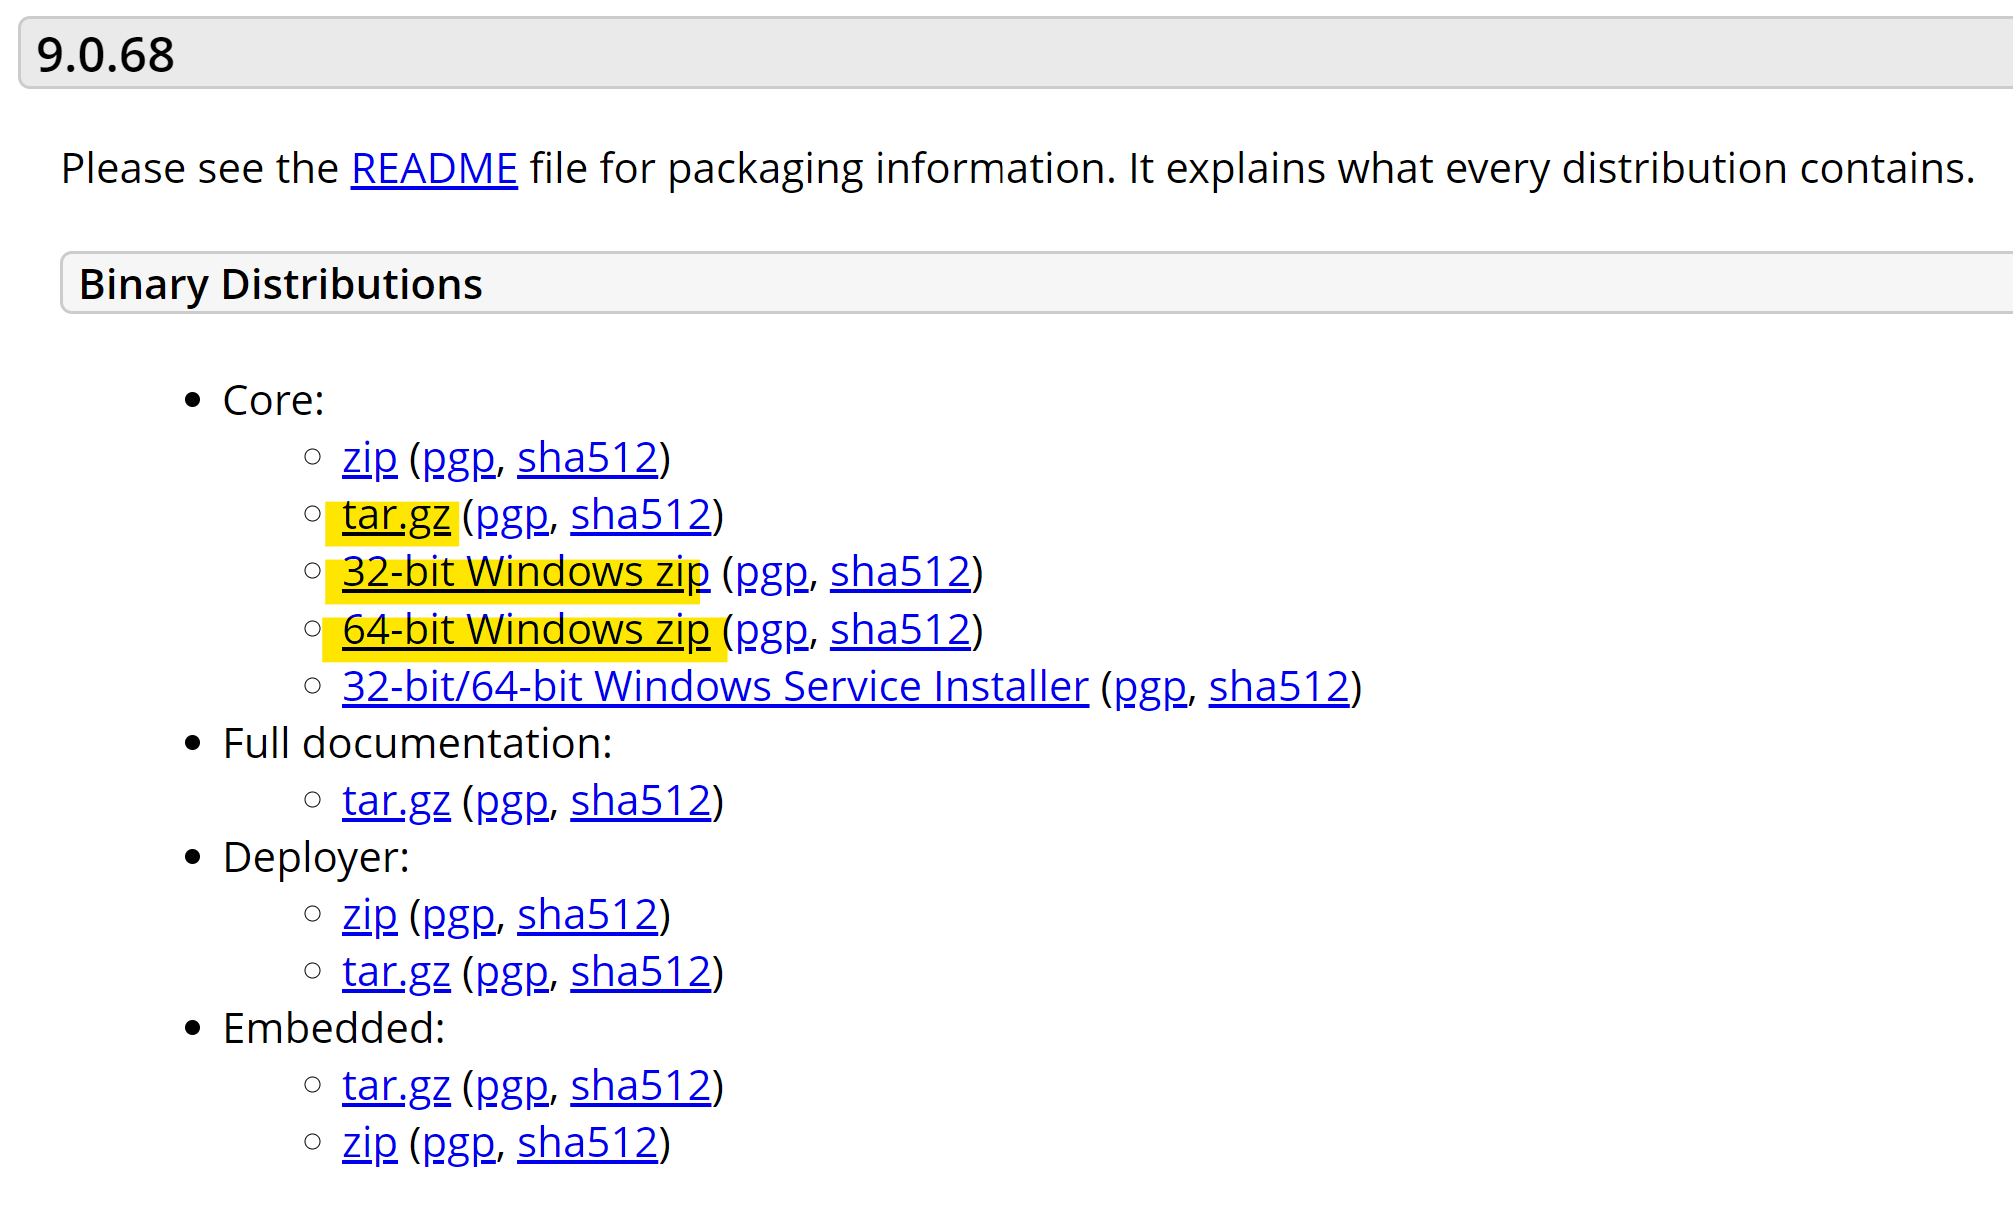 9.0.68
Please see the README file for packaging information. It explains what every distribution contains.
Binary Distributions
Core:
zip (pgp, sha512)
tar.gz (pgp, sha512)
32-bit Windows zip (pgp, sha512)
64-bit Windows zip (pgp, sha512)
32-bit/64-bit Windows Service Installer (pgp, sha512)
Full documentation:
tar.gz (pgp, sha512)
Deployer:
zip (pgp, sha512)
tar.gz (pgp, sha512)
Embedded:
tar.gz (pgp, sha512)
zip (pgp, sha512)